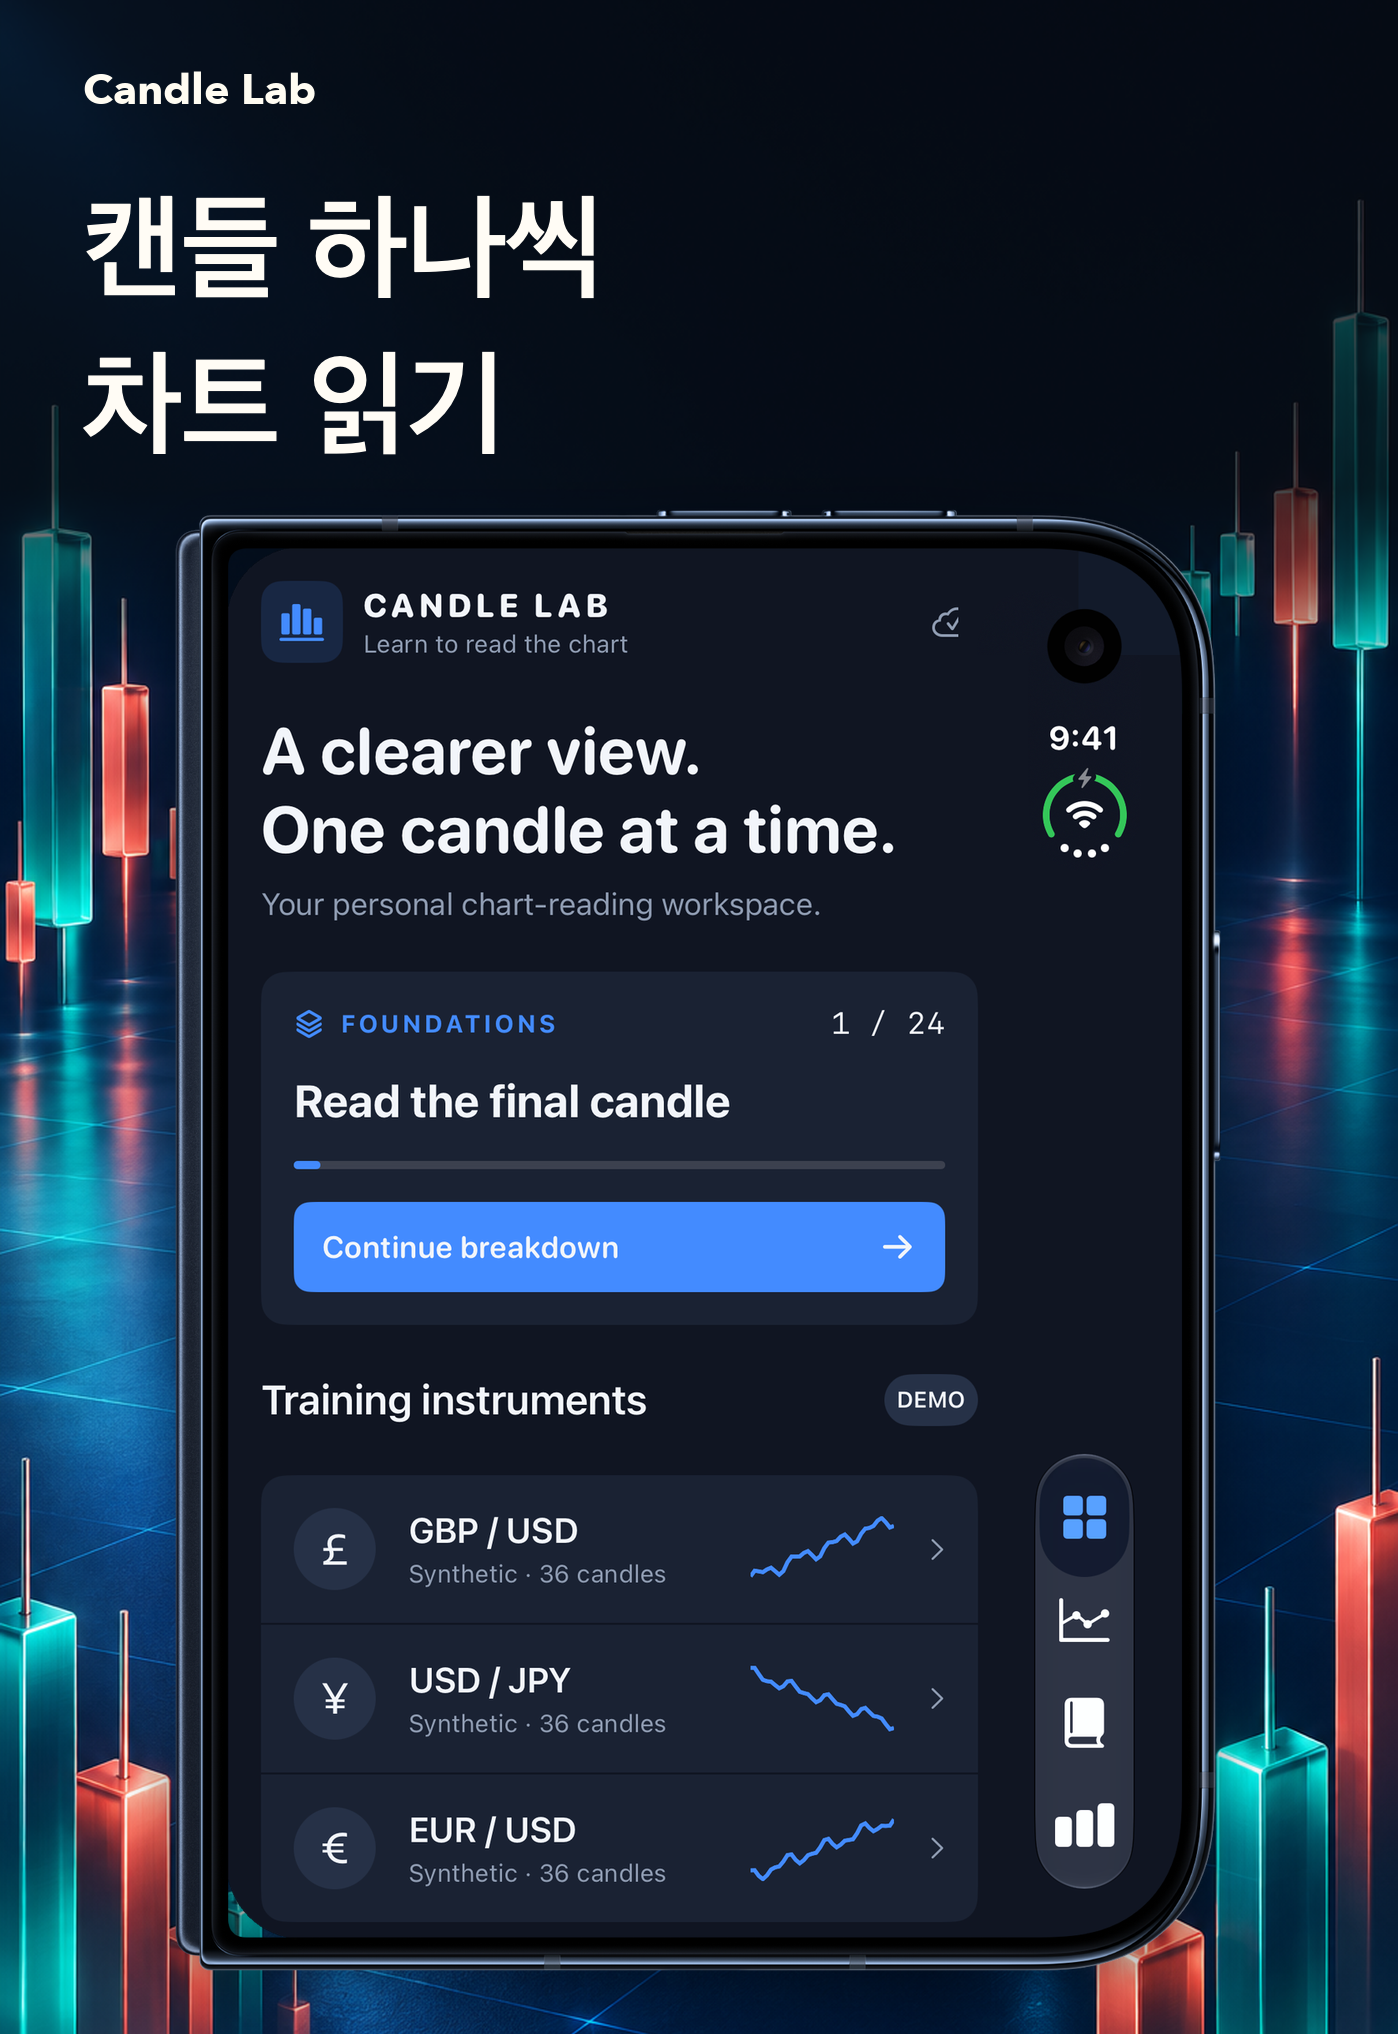 Candle Lab
캔들 하나씩
차트 읽기
CANDLE LAB
Learn to read the chart
9:41
A clearer view.
One candle at a time.
Your personal chart-reading workspace.
FOUNDATIONS
1 / 24
Read the final candle
Continue breakdown
Training instruments
DEMO
£
GBP / USD
Synthetic · 36 candles
¥
USD / JPY
Synthetic · 36 candles
€
EUR / USD
Synthetic · 36 candles